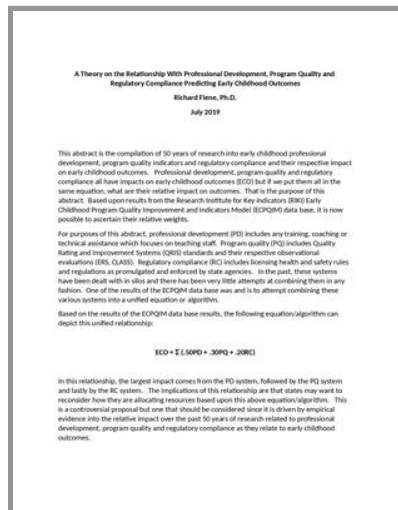 A Theory on the Relationship With Professional Development, Program Quality and
Regulatory Compliance Predicting Early Childhood Outcomes
Richard Fiene, Ph.D.
July 2019
This abstract is the compilation of 50 years of research into early childhood professional
development, program quality indicators and regulatory compliance and their respective impact
on early childhood outcomes. Professional development, program quality and regulatory
compliance all have impacts on early childhood outcomes (ECO) but if we put them all in the
same equation, what are their relative impact on outcomes. That is the purpose of this
abstract. Based upon results from the Research Institute for Key Indicators (RIKI) Early
Childhood Program Quality Improvement and Indicators Model (ECPQIM) data base, it is now
possible to ascertain their relative weights.
For purposes of this abstract, professional development (PD) includes any training, coaching or
technical assistance which focuses on teaching staff. Program quality (PQ) includes Quality
Rating and Improvement Systems (QRIS) standards and their respective observational
evaluations (ERS, CLASS). Regulatory compliance (RC) includes licensing health and safety rules
and regulations as promulgated and enforced by state agencies. In the past, these systems
have been dealt with in silos and there has been very little attempts at combining them in any
fashion. One of the results of the ECPQIM data base was and is to attempt combining these
various systems into a unified equation or algorithm.
Based on the results of the ECPQIM data base results, the following equation/algorithm can
depict this unified relationship:
ECO = Σ (.50PD + .30PQ + .20RC)
In this relationship, the largest impact comes from the PD system, followed by the PQ system
and lastly by the RC system. The implications of this relationship are that states may want to
reconsider how they are allocating resources based upon this above equation/algorithm. This
is a controversial proposal but one that should be considered since it is driven by empirical
evidence into the relative impact over the past 50 years of research related to professional
development, program quality and regulatory compliance as they relate to early childhood
outcomes.